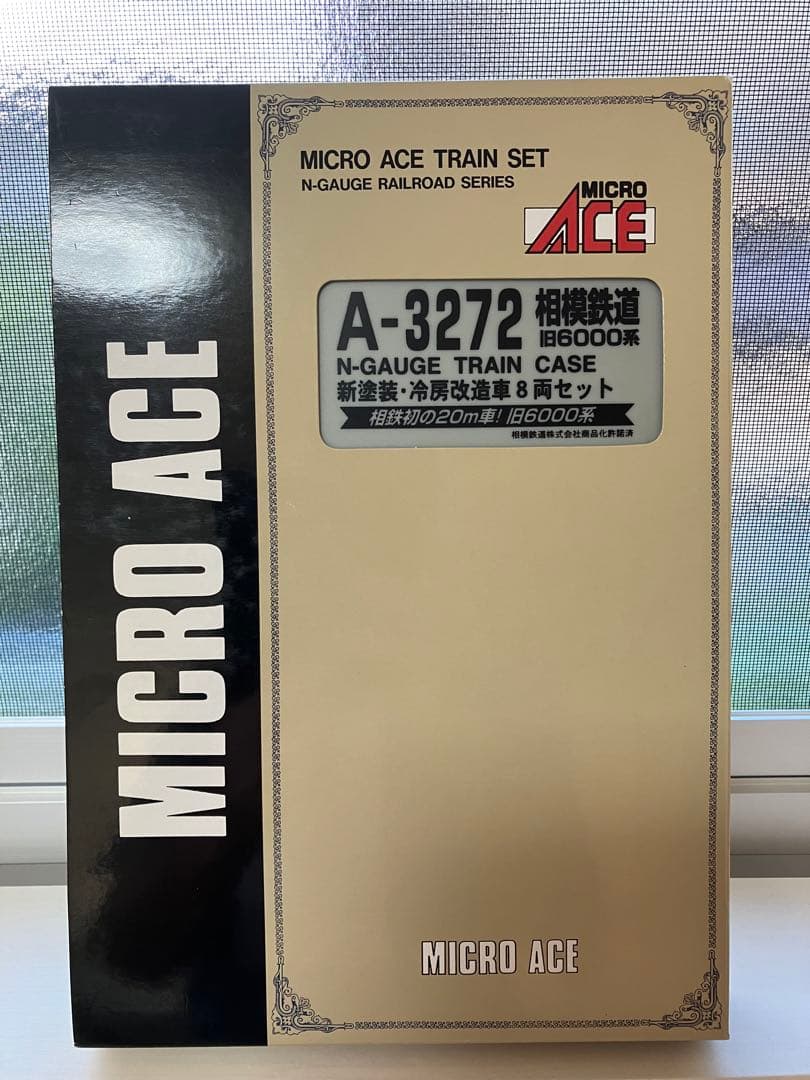 MICRO ACE
MICRO ACE TRAIN SET
N-GAUGE RAILROAD SERIES
MICRO
ACE
A-3272 相模鉄道
旧6000系
N-GAUGE TRAIN CASE
新塗装・冷房改造車8両セット
相鉄初の20m車!旧6000系
相模鉄道株式会社商品化許諾済
MICRO ACE